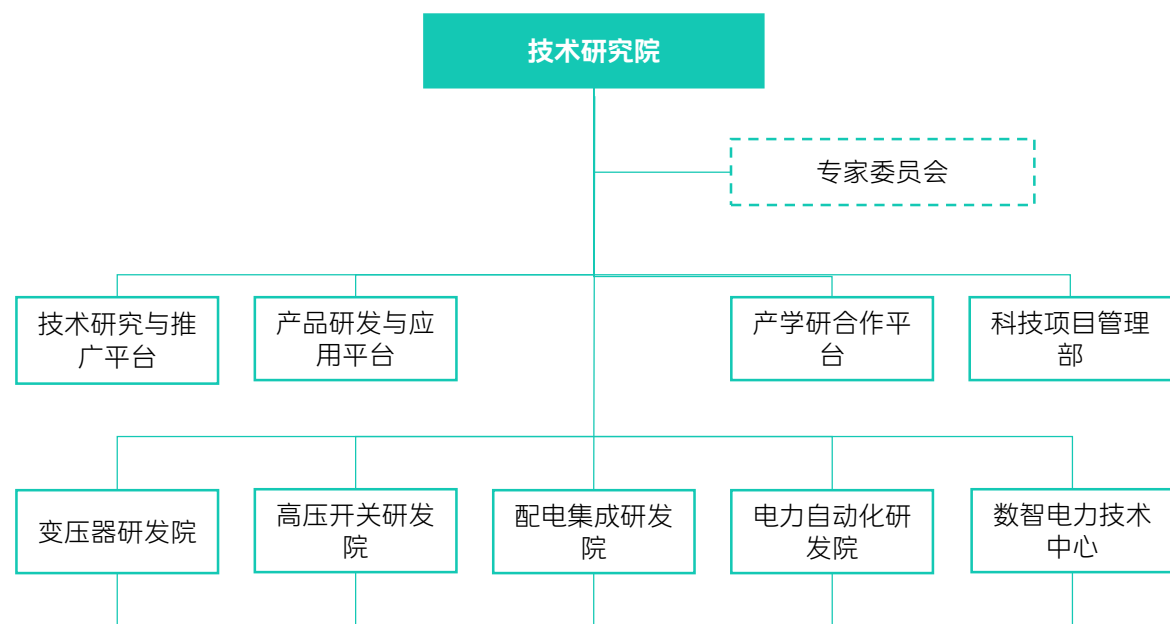 技术研究院
专家委员会
技术研究与推
广平台
产品研发与应
用平台
产学研合作平
台
科技项目管理
部
变压器研发院
高压开关研发
院
配电集成研发
院
电力自动化研
发院
数智电力技术
中心